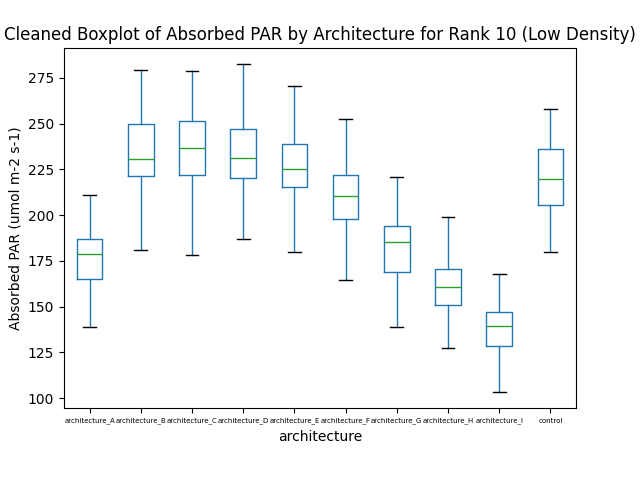 Cleaned Boxplot of Absorbed PAR by Architecture for Rank 10 (Low Density)
Absorbed PAR (umol m-2 s-1)
275
250
225
200
175
150
125
100
architecture_A architecture_B architecture_C architecture_D architecture_E architecture_F architecture_G architecture_H architecture_I control
architecture